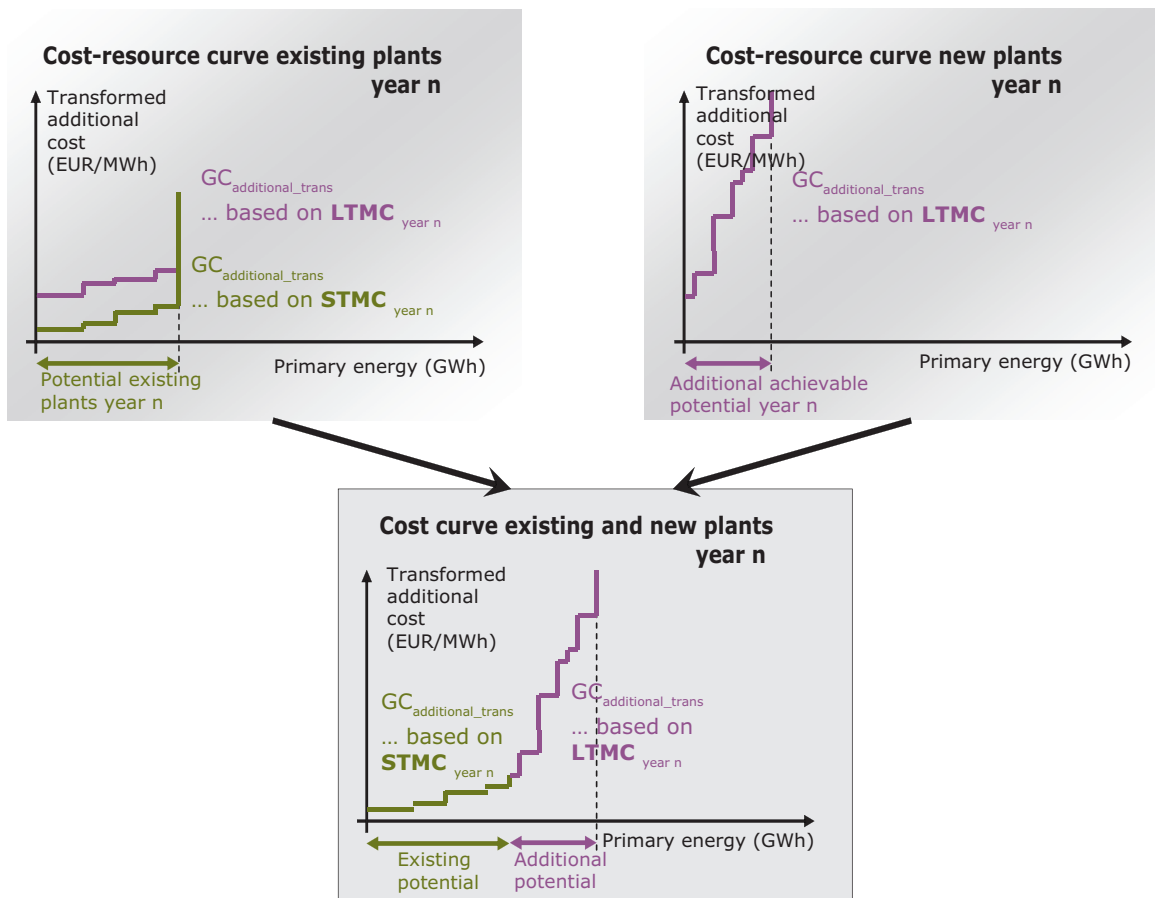 Cost-resource curve existing plants
year n
Transformed
additional
cost
(EUR/MWh)
GCadditional_trans
... based on LTMC year n
GCadditional_trans
... based on STMC year n
Primary energy (GWh)
Potential existing
plants year n
Cost-resource curve new plants
year n
Transformed
additional
cost
(EUR/MWh)
GCadditional_trans
... based on LTMC year n
Primary energy (GWh)
Additional achievable
potential year n
Cost curve existing and new plants
year n
Transformed
additional
cost
(EUR/MWh)
GCadditional_trans
... based on
STMC year n
GCadditional_trans
... based on
LTMC year n
Primary energy (GWh)
Existing
potential
Additional
potential